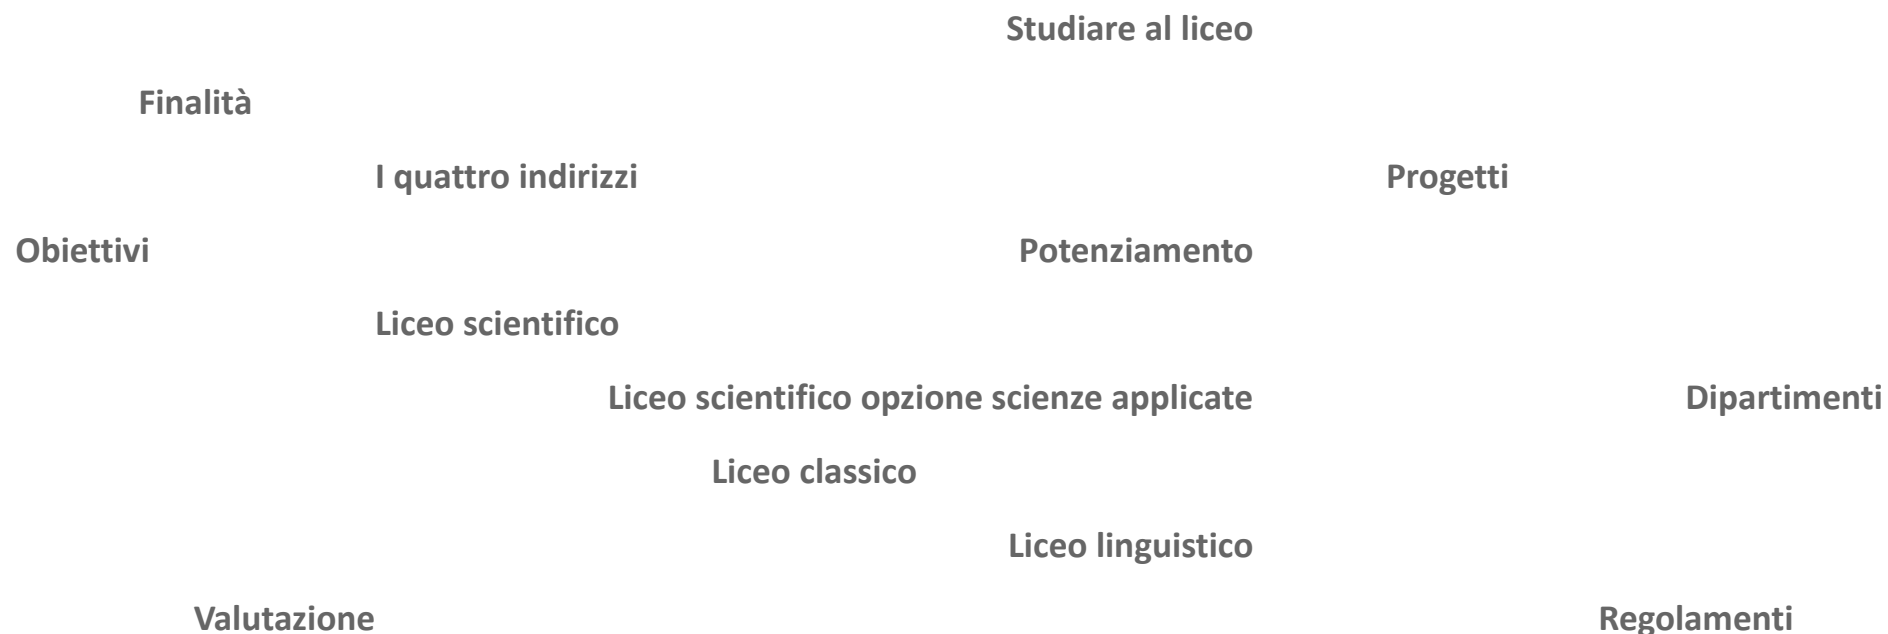 Studiare al liceo
Finalità
I quattro indirizzi Progetti
Obiettivi Potenziamento
Liceo scientifico
Liceo scientifico opzione scienze applicate Dipartimenti
Liceo classico
Liceo linguistico
Valutazione Regolamenti